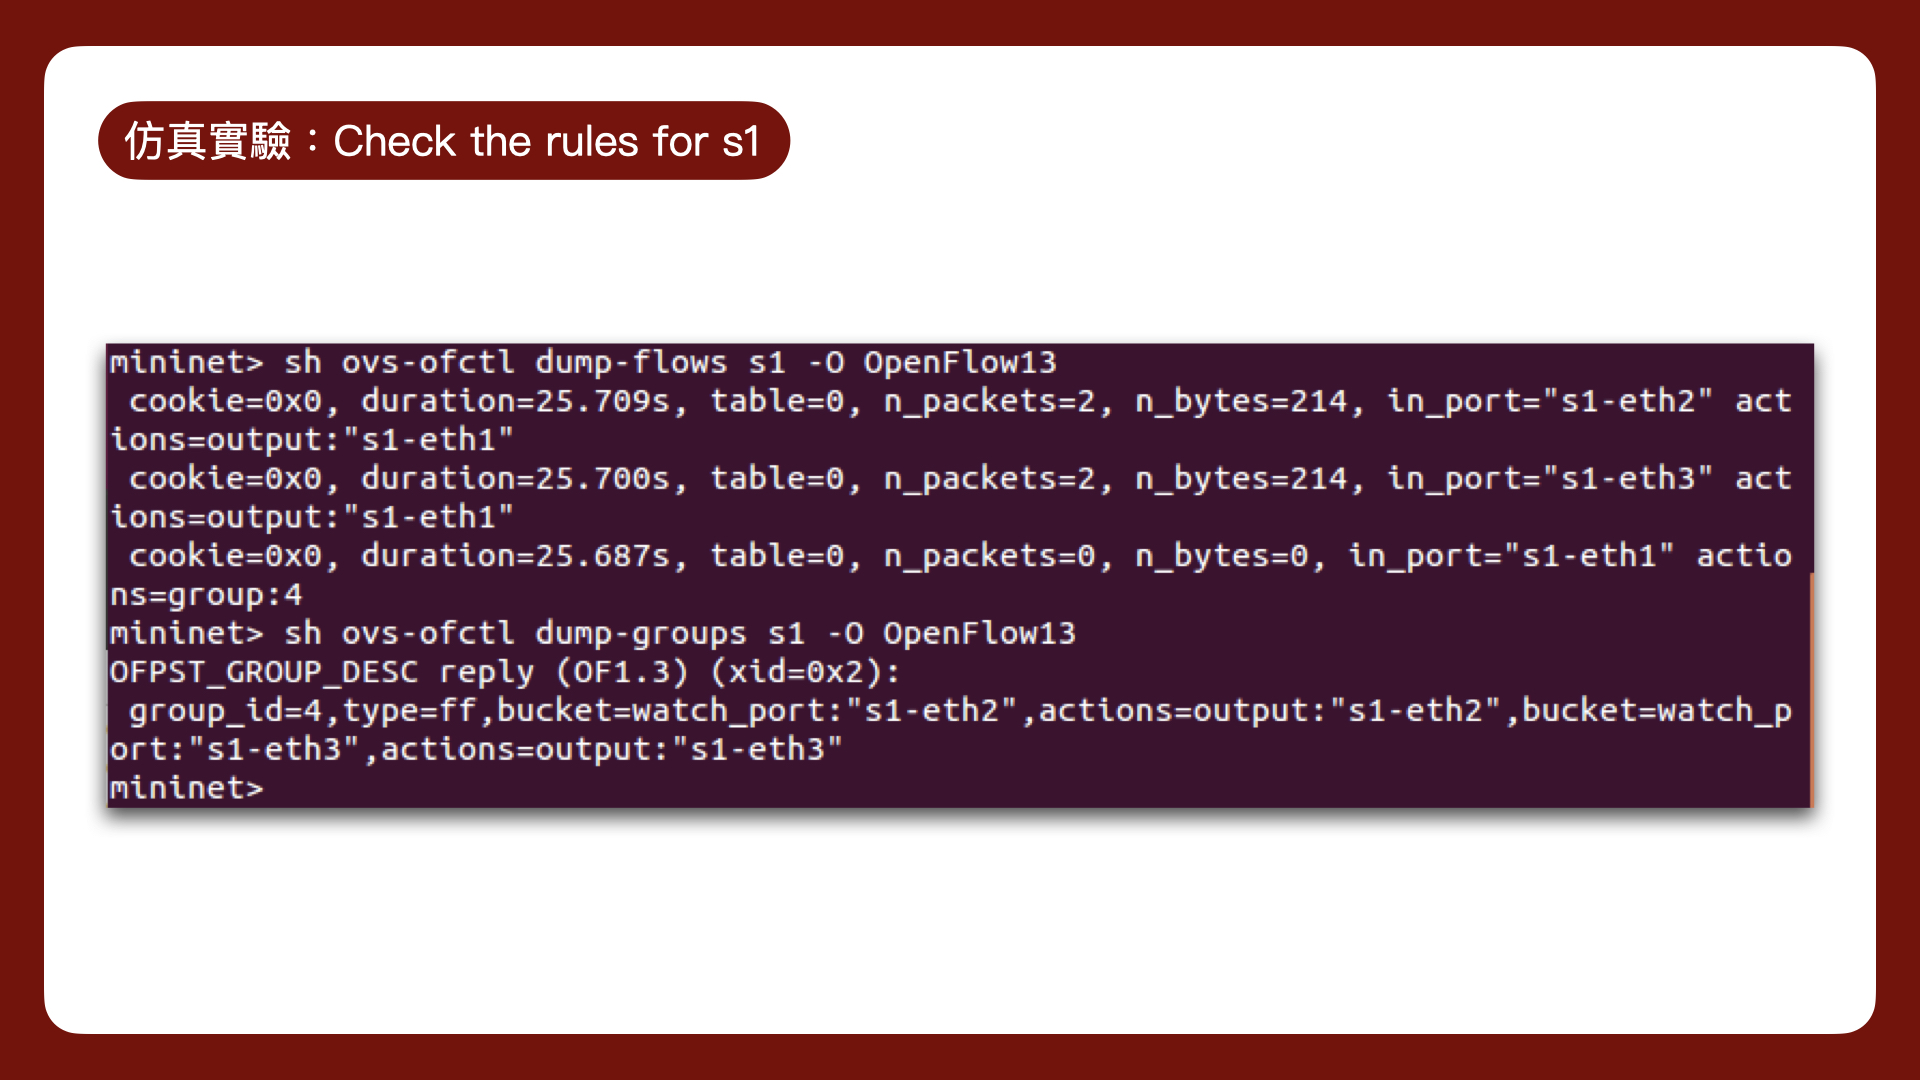 仿真實驗：Check the rules for s1
mininet> sh ovs-ofctl dump-flows s1 -O OpenFlow13
 cookie=0x0, duration=25.709s, table=0, n_packets=2, n_bytes=214, in_port="s1-eth2" act
ions=output:"s1-eth1"
 cookie=0x0, duration=25.700s, table=0, n_packets=2, n_bytes=214, in_port="s1-eth3" act
ions=output:"s1-eth1"
 cookie=0x0, duration=25.687s, table=0, n_packets=0, n_bytes=0, in_port="s1-eth1" actio
ns=group:4
mininet> sh ovs-ofctl dump-groups s1 -O OpenFlow13
OFPST_GROUP_DESC reply (OF1.3) (xid=0x2):
 group_id=4,type=ff,bucket=watch_port:"s1-eth2",actions=output:"s1-eth2",bucket=watch_p
ort:"s1-eth3",actions=output:"s1-eth3"
mininet>